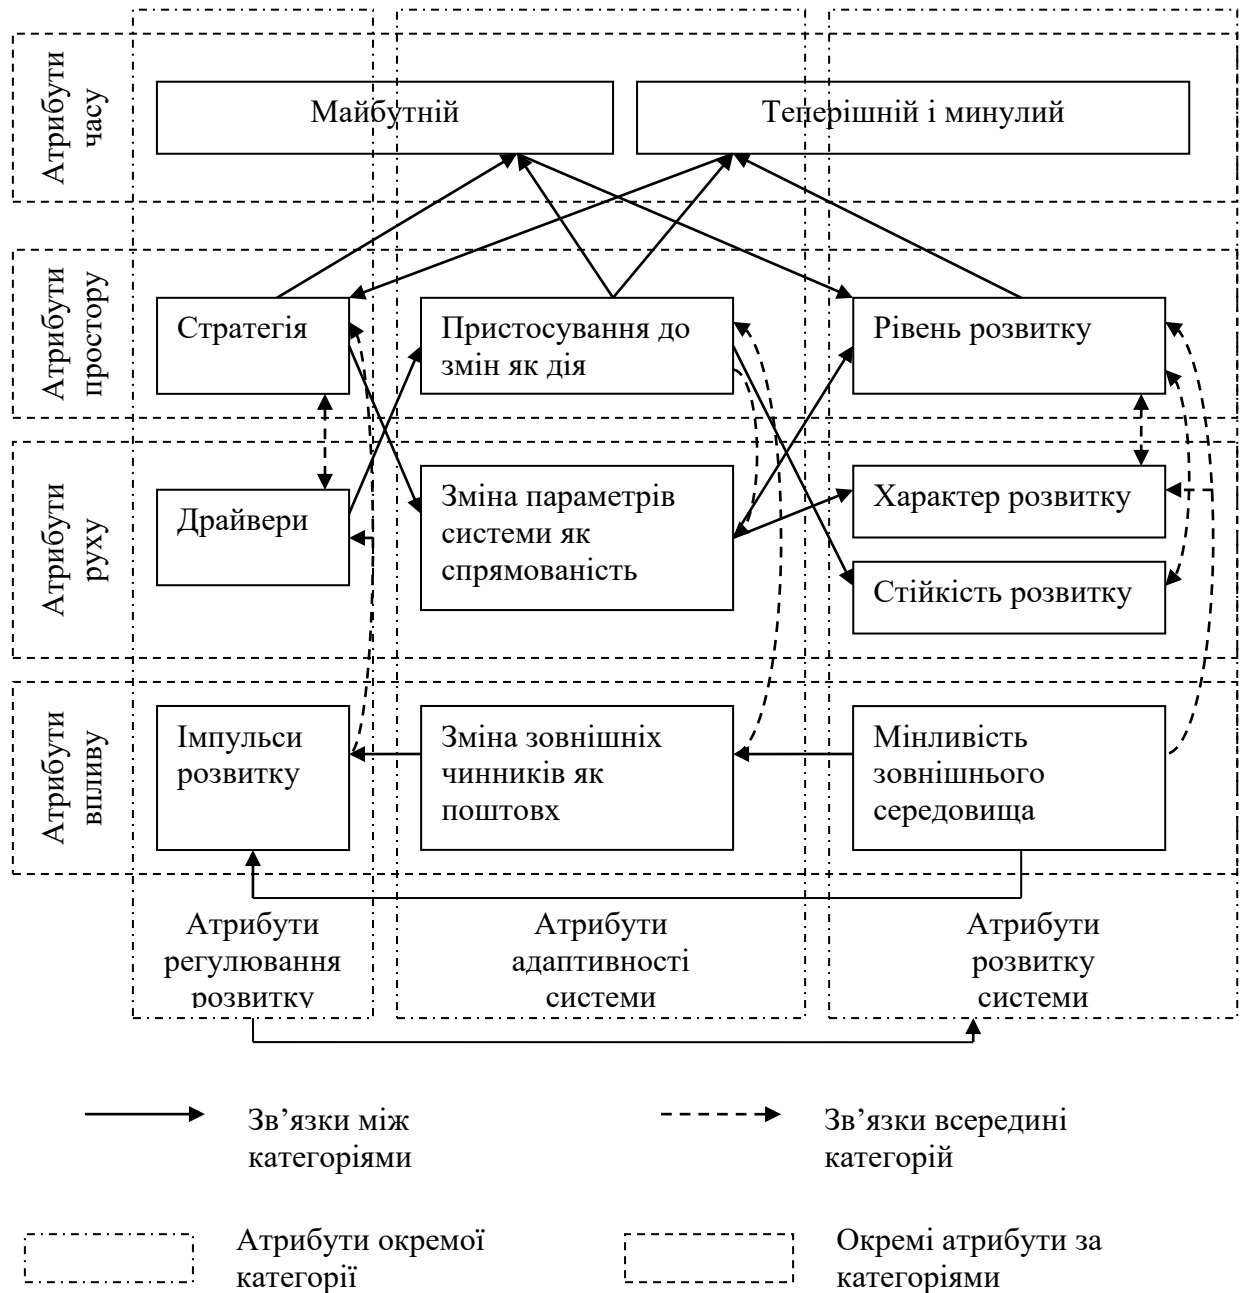 Атрибути
часу
Майбутній
Теперішній і минулий
Атрибути
простору
Стратегія
Пристосування до
змін як дія
Рівень розвитку
Атрибути
руху
Драйвери
Зміна параметрів
системи як
спрямованість
Характер розвитку
Стійкість розвитку
Атрибути
впливу
Імпульси
розвитку
Зміна зовнішніх
чинників як
поштовх
Мінливість
зовнішнього
середовища
Атрибути
регулювання
розвитку
Атрибути
адаптивності
системи
Атрибути
розвитку
системи
Зв’язки між
категоріями
Зв’язки всередині
категорій
Атрибути окремої
категорії
Окремі атрибути за
категоріями